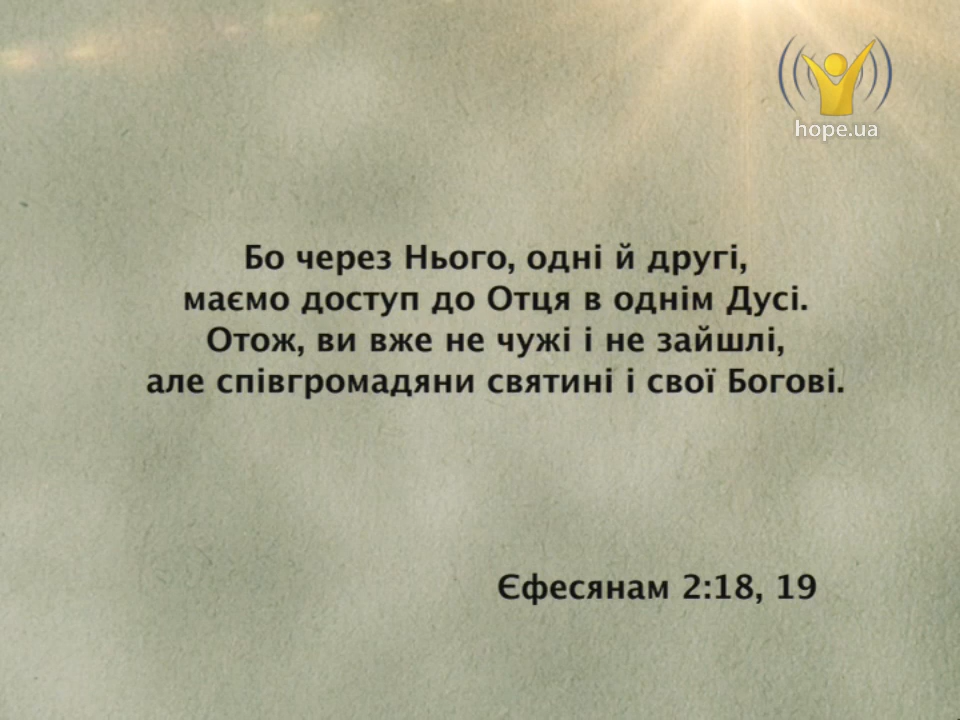 hope.ua
Бо через Нього, одні й другі,
маємо доступ до Отця в однім Дусі.
Отож, ви вже не чужі і не зайшлі,
але співгромадяни святині і свої Богові.
Єфесянам 2:18, 19